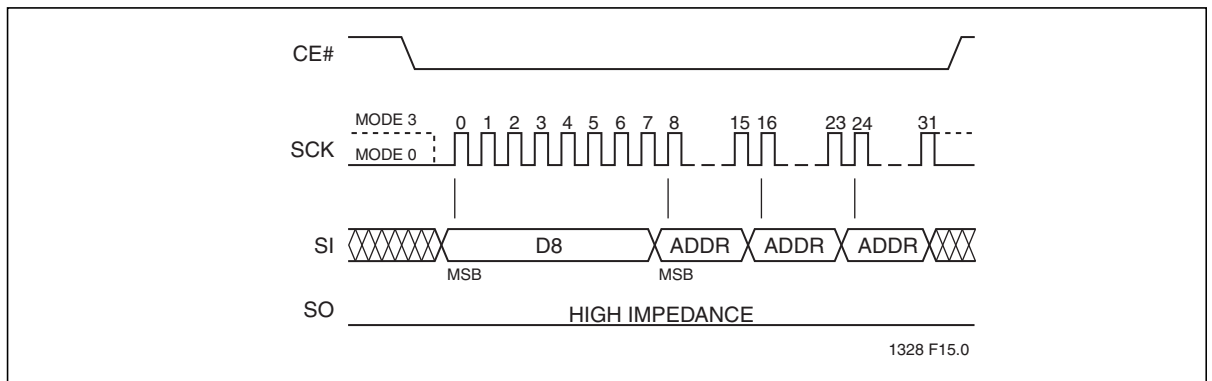 CE#
MODE 3
0 1 2 3 4 5 6 7 8 15 16 23 24 31
SCK
MODE 0
SI
D8 ADDR ADDR ADDR
MSB MSB
SO
HIGH IMPEDANCE
1328 F15.0